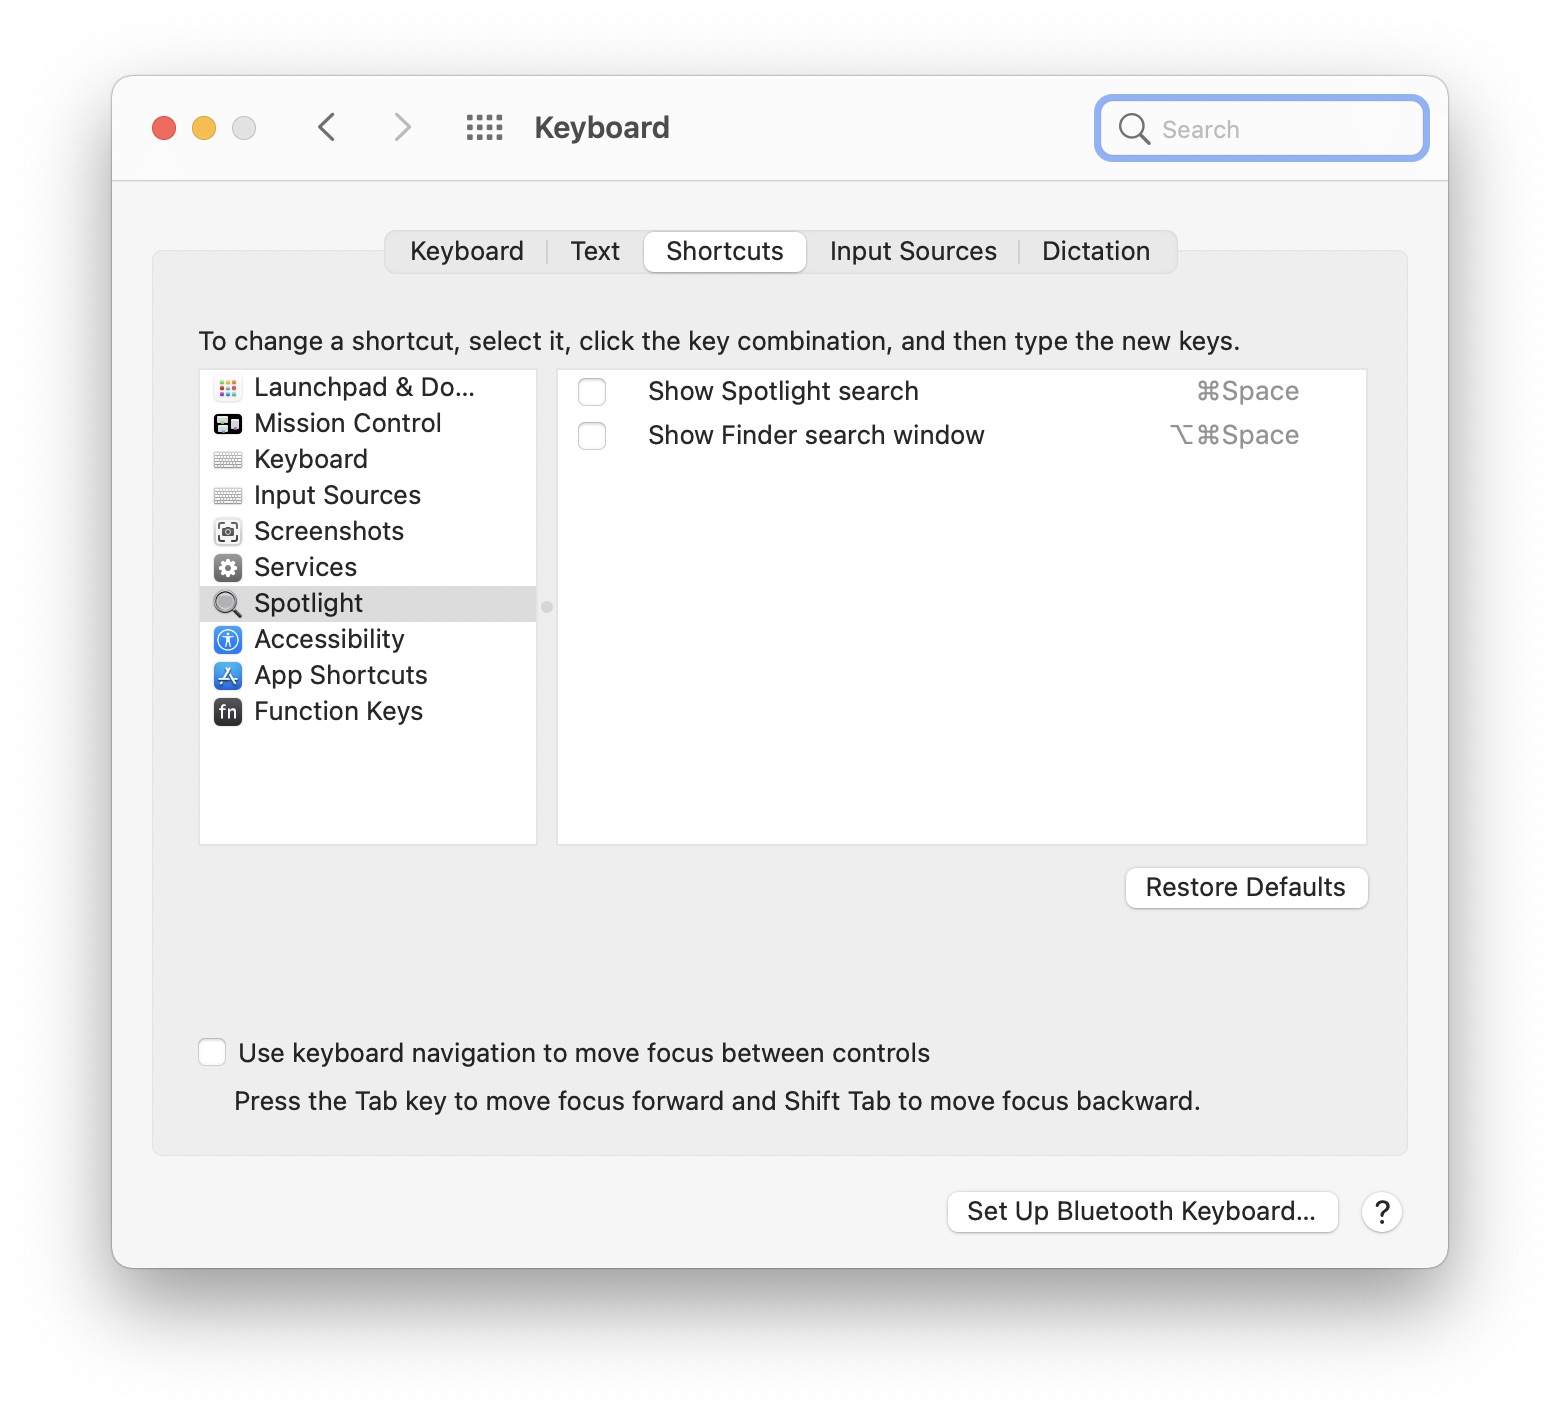 Keyboard
Search
Keyboard
Text
Shortcuts
Input Sources
Dictation
To change a shortcut, select it, click the key combination, and then type the new keys.
Launchpad & Do...
Mission Control
Keyboard
Input Sources
Screenshots
Services
Spotlight
Accessibility
App Shortcuts
fn Function Keys
Show Spotlight search ⌘Space
Show Finder search window ⌥⌘Space
Restore Defaults
Use keyboard navigation to move focus between controls
Press the Tab key to move focus forward and Shift Tab to move focus backward.
Set Up Bluetooth Keyboard...
?